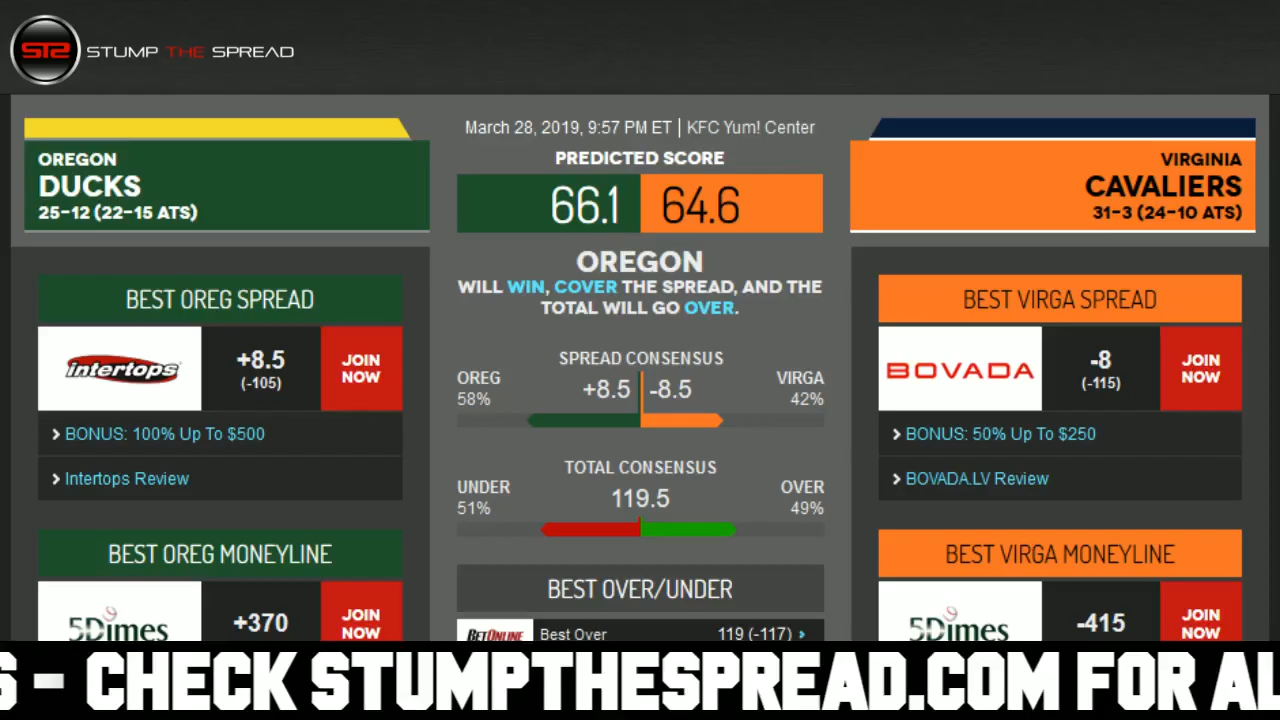 STS STUMP THE SPREAD
OREGON
DUCKS
25-12 (22-15 ATS)
March 28, 2019, 9:57 PM ET | KFC Yum! Center
PREDICTED SCORE
66.1 64.6
VIRGINIA
CAVALIERS
31-3 (24-10 ATS)
OREGON
WILL WIN, COVER THE SPREAD, AND THE
TOTAL WILL GO OVER.
BEST OREG SPREAD
intertops +8.5 (-105) JOIN NOW
BONUS: 100% Up To $500
Intertops Review
SPREAD CONSENSUS
OREG 58% +8.5 -8.5 VIRGA 42%
TOTAL CONSENSUS
UNDER 51% 119.5 OVER 49%
BEST VIRGA SPREAD
BOVADA -8 (-115) JOIN NOW
BONUS: 50% Up To $250
BOVADA.LV Review
BEST OREG MONEYLINE
5Dimes +370 JOIN NOW
BEST OVER/UNDER
BETONLINE Best Over 119 (-117)
BEST VIRGA MONEYLINE
5Dimes -415 JOIN NOW
S - CHECK STUMPTHESPREAD.COM FOR AL